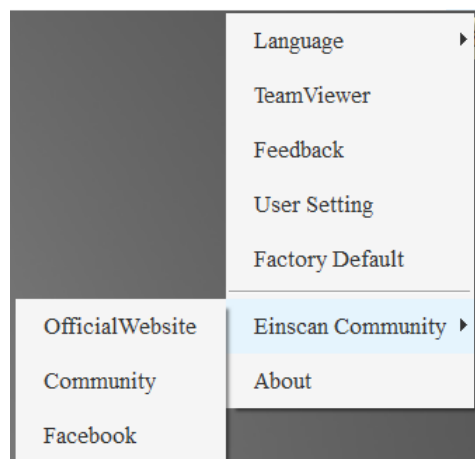 Language
TeamViewer
Feedback
User Setting
Factory Default
Einscan Community
About
OfficialWebsite
Community
Facebook